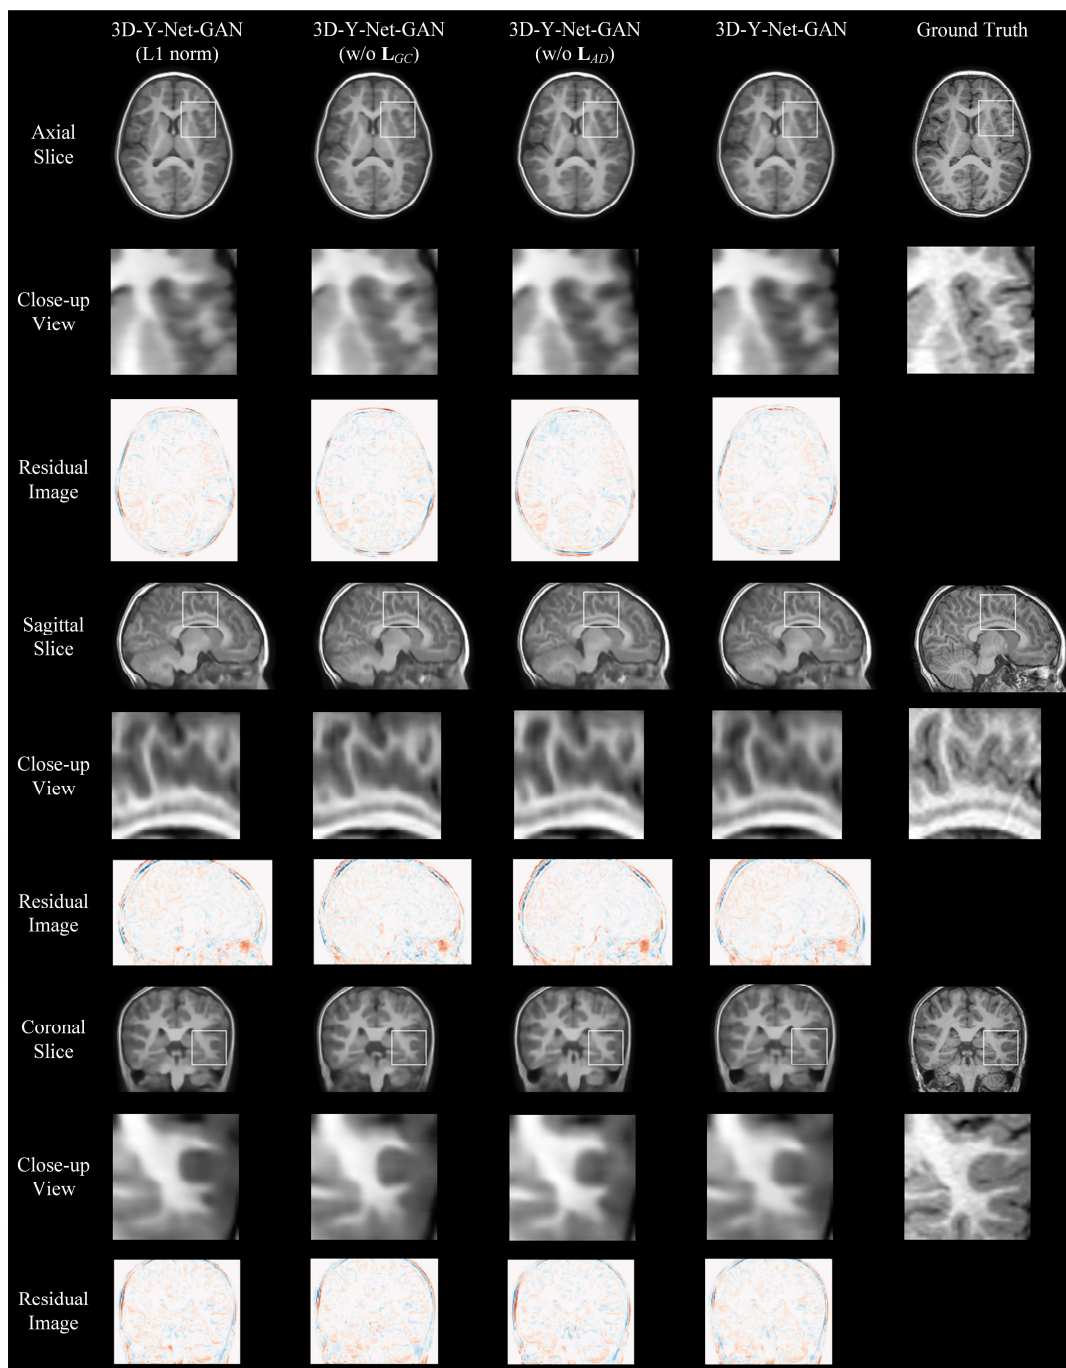 3D-Y-Net-GAN
(L1 norm)
3D-Y-Net-GAN
(w/o L_GC)
3D-Y-Net-GAN
(w/o L_AD)
3D-Y-Net-GAN
Ground Truth
Axial
Slice
Close-up
View
Residual
Image
Sagittal
Slice
Close-up
View
Residual
Image
Coronal
Slice
Close-up
View
Residual
Image